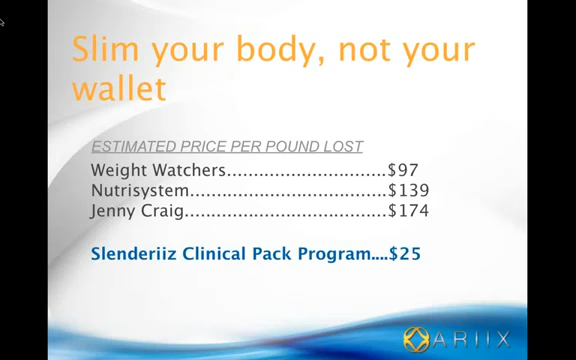 Slim your body, not your
wallet
ESTIMATED PRICE PER POUND LOST
Weight Watchers................................$97
Nutrisystem.......................................$139
Jenny Craig........................................$174
Slenderiiz Clinical Pack Program....$25
ARIIX